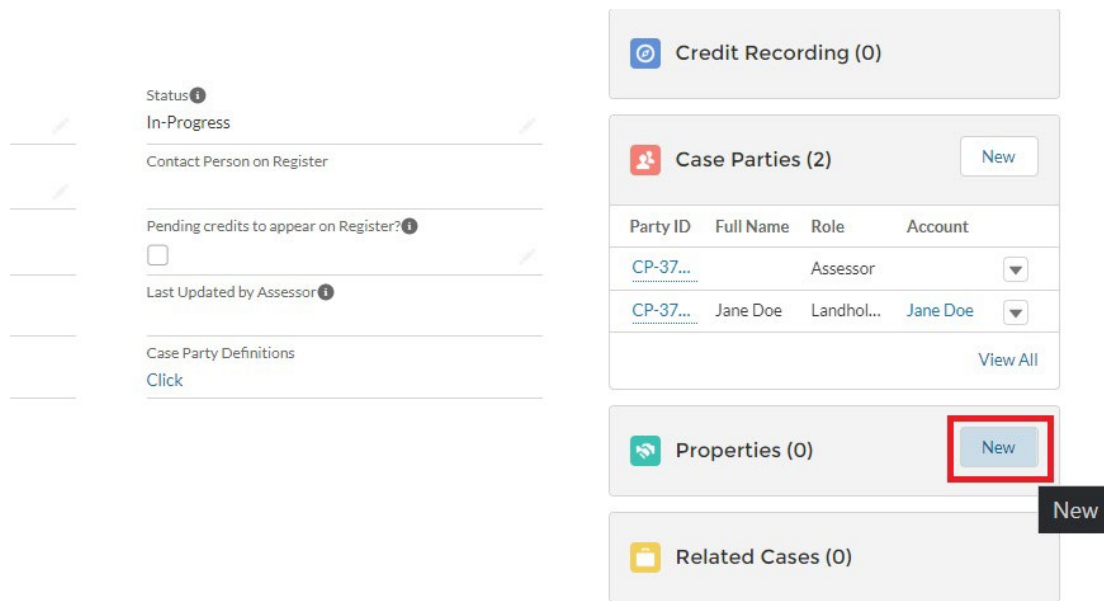 Status
In-Progress
Contact Person on Register
Pending credits to appear on Register?
Last Updated by Assessor
Case Party Definitions
Click
Credit Recording (0)
Case Parties (2) New
Party ID Full Name Role Account
CP-37... Assessor
CP-37... Jane Doe Landhol... Jane Doe
View All
Properties (0) New
New
Related Cases (0)